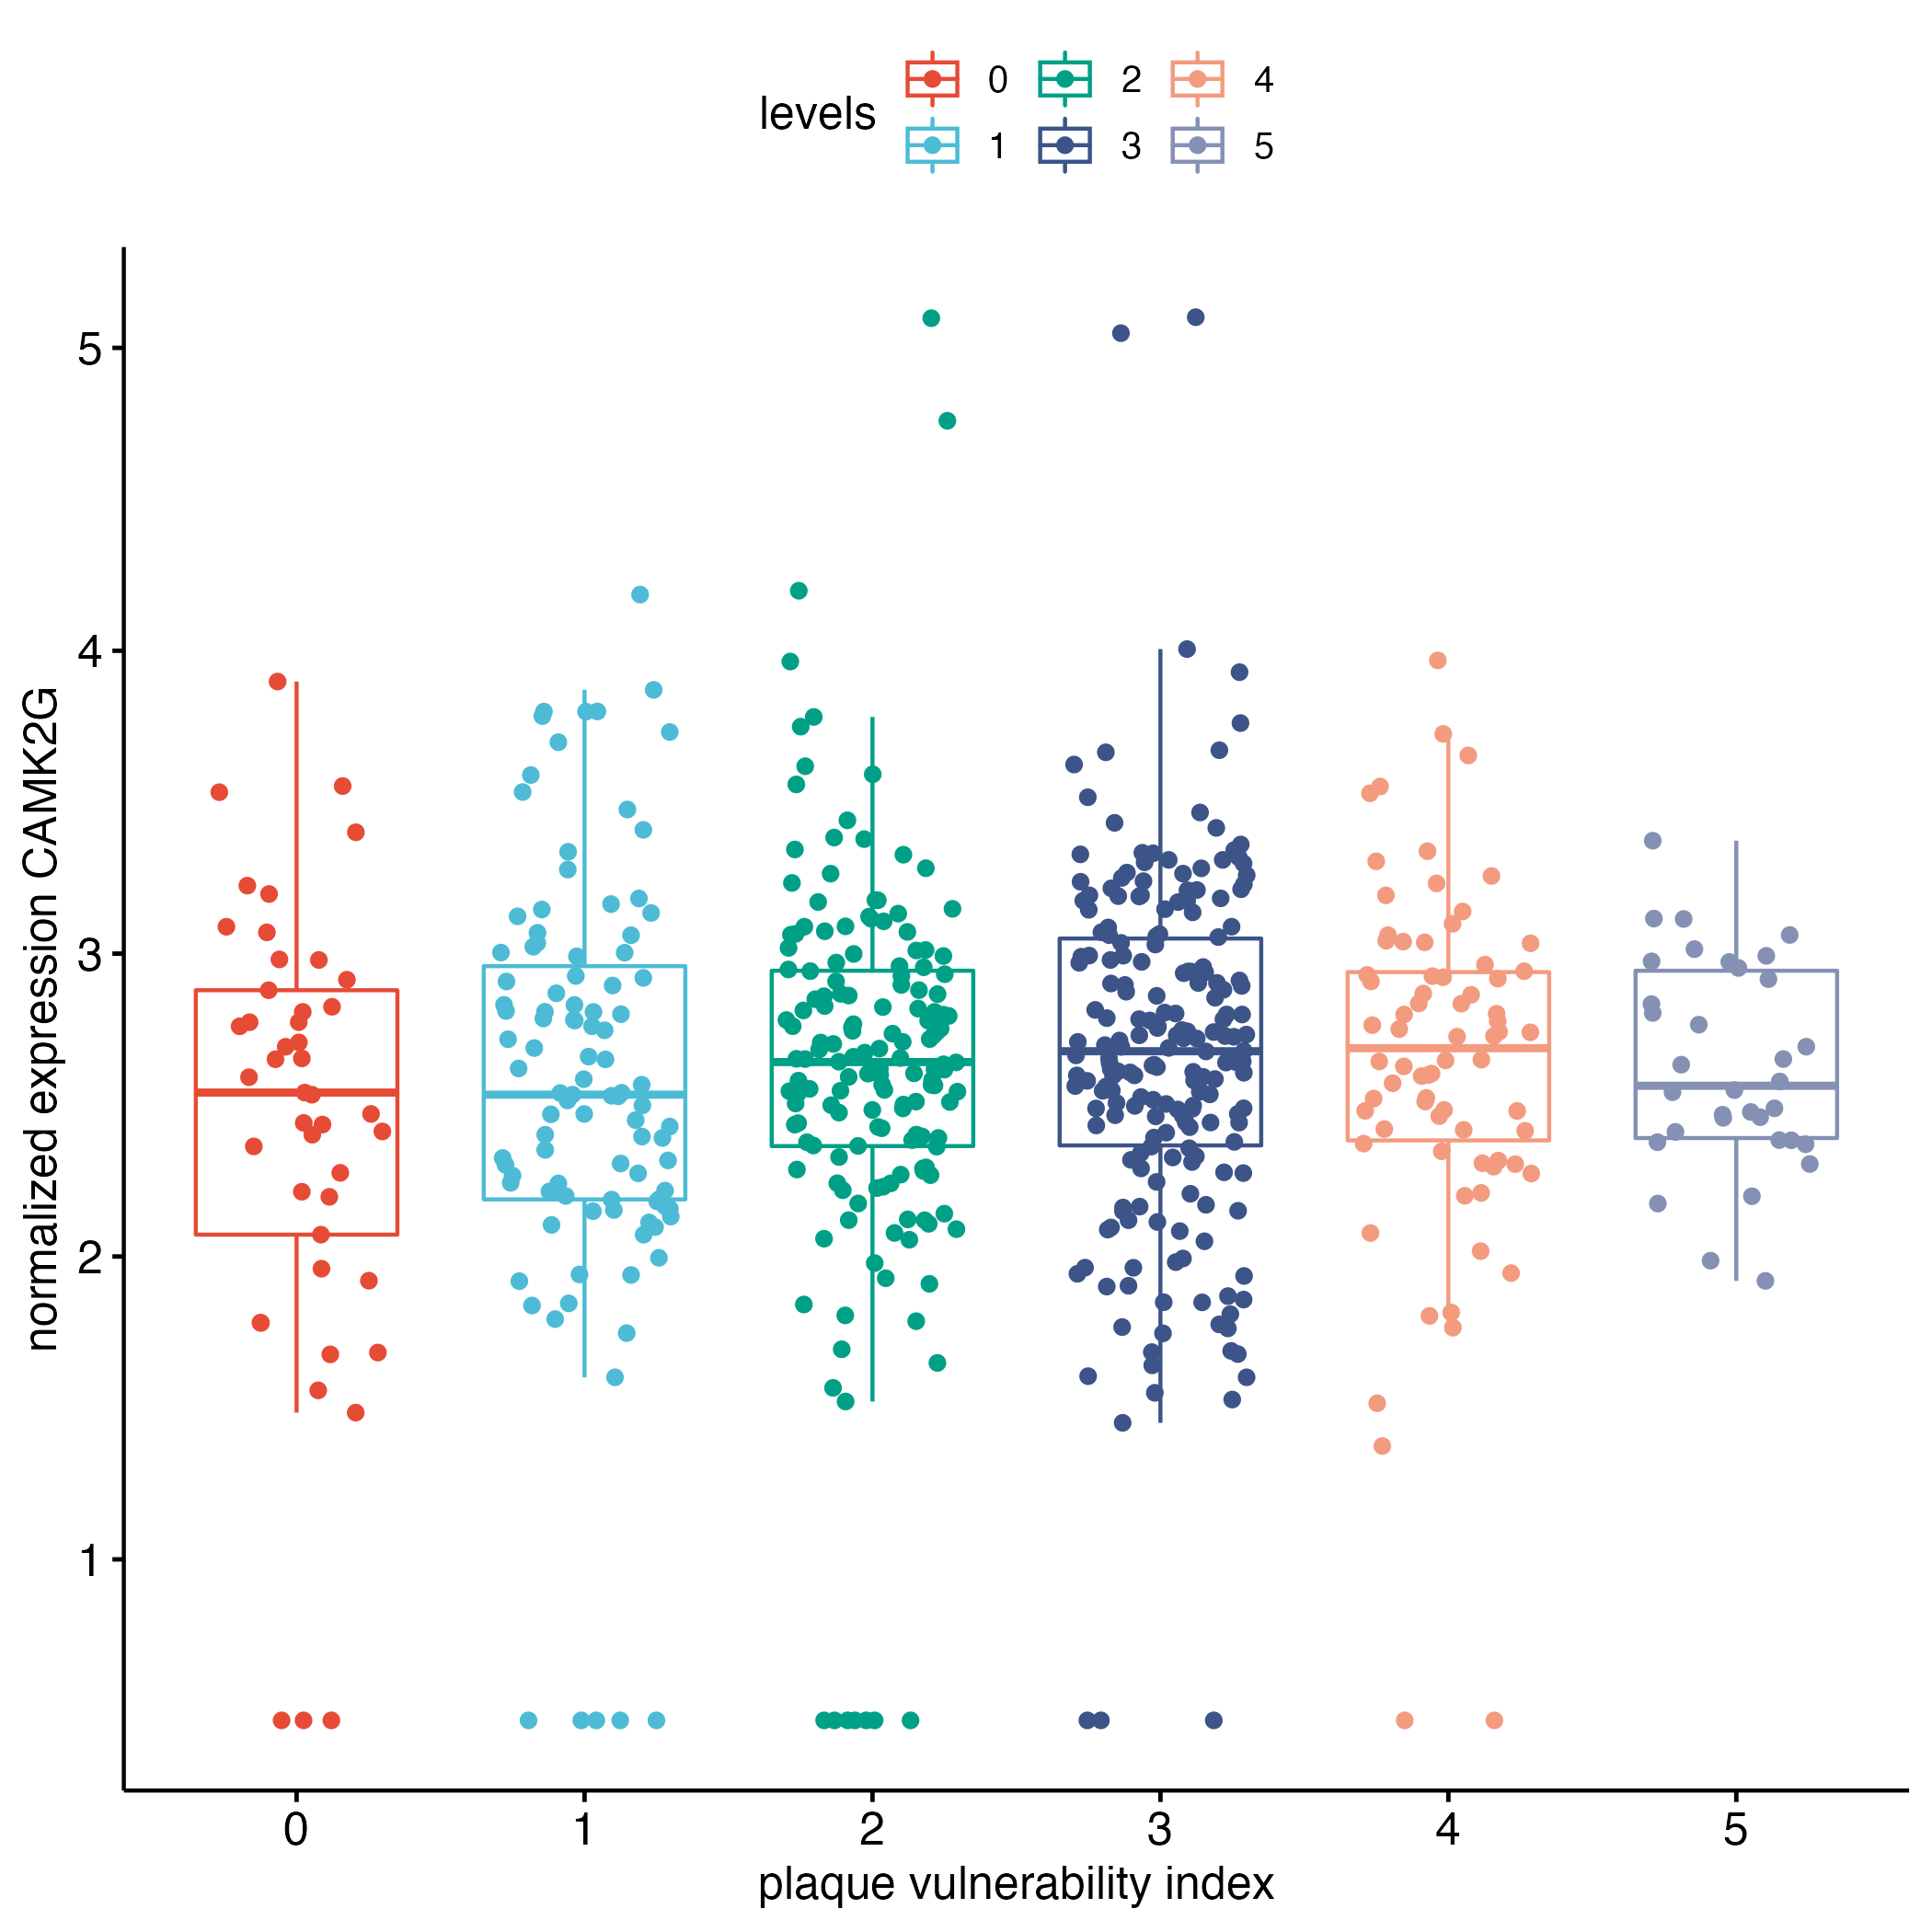 levels
0 2 4
1 3 5
normalized expression CAMK2G
5
4
3
2
1
0 1 2 3 4 5
plaque vulnerability index